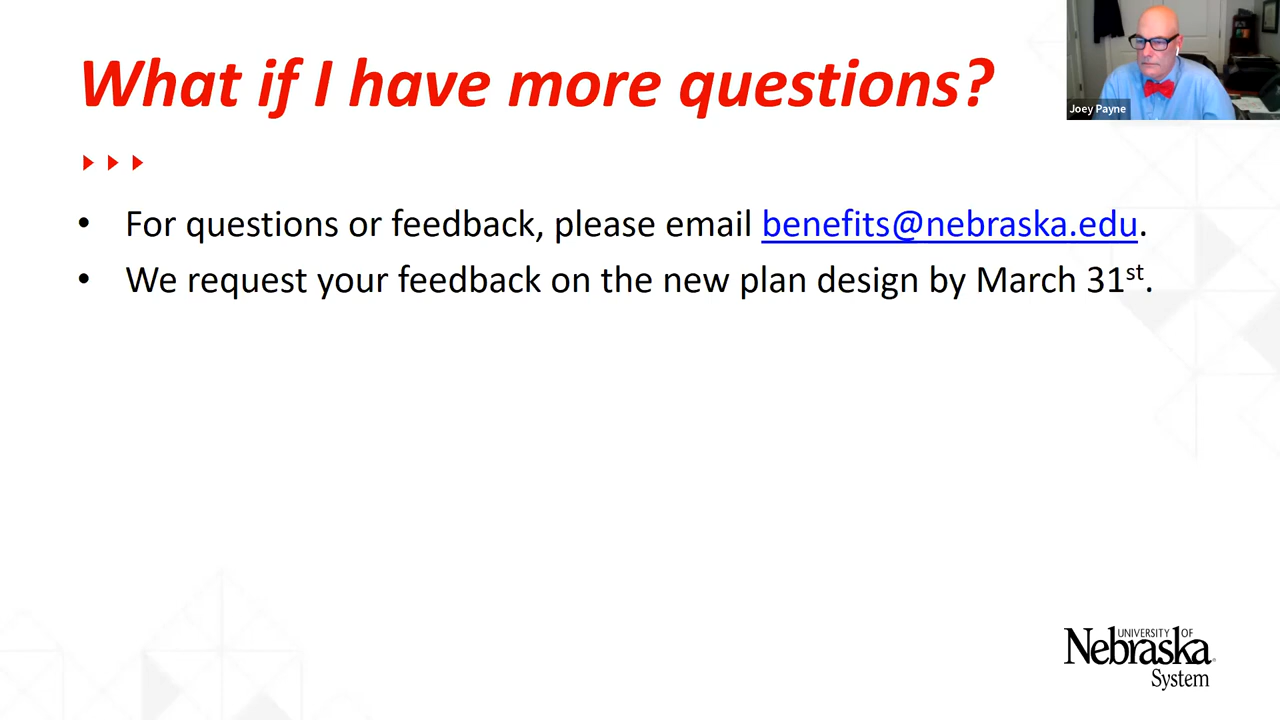 What if I have more questions?
Joey Payne
• For questions or feedback, please email benefits@nebraska.edu.
• We request your feedback on the new plan design by March 31st.
UNIVERSITY OF
Nebraska
System